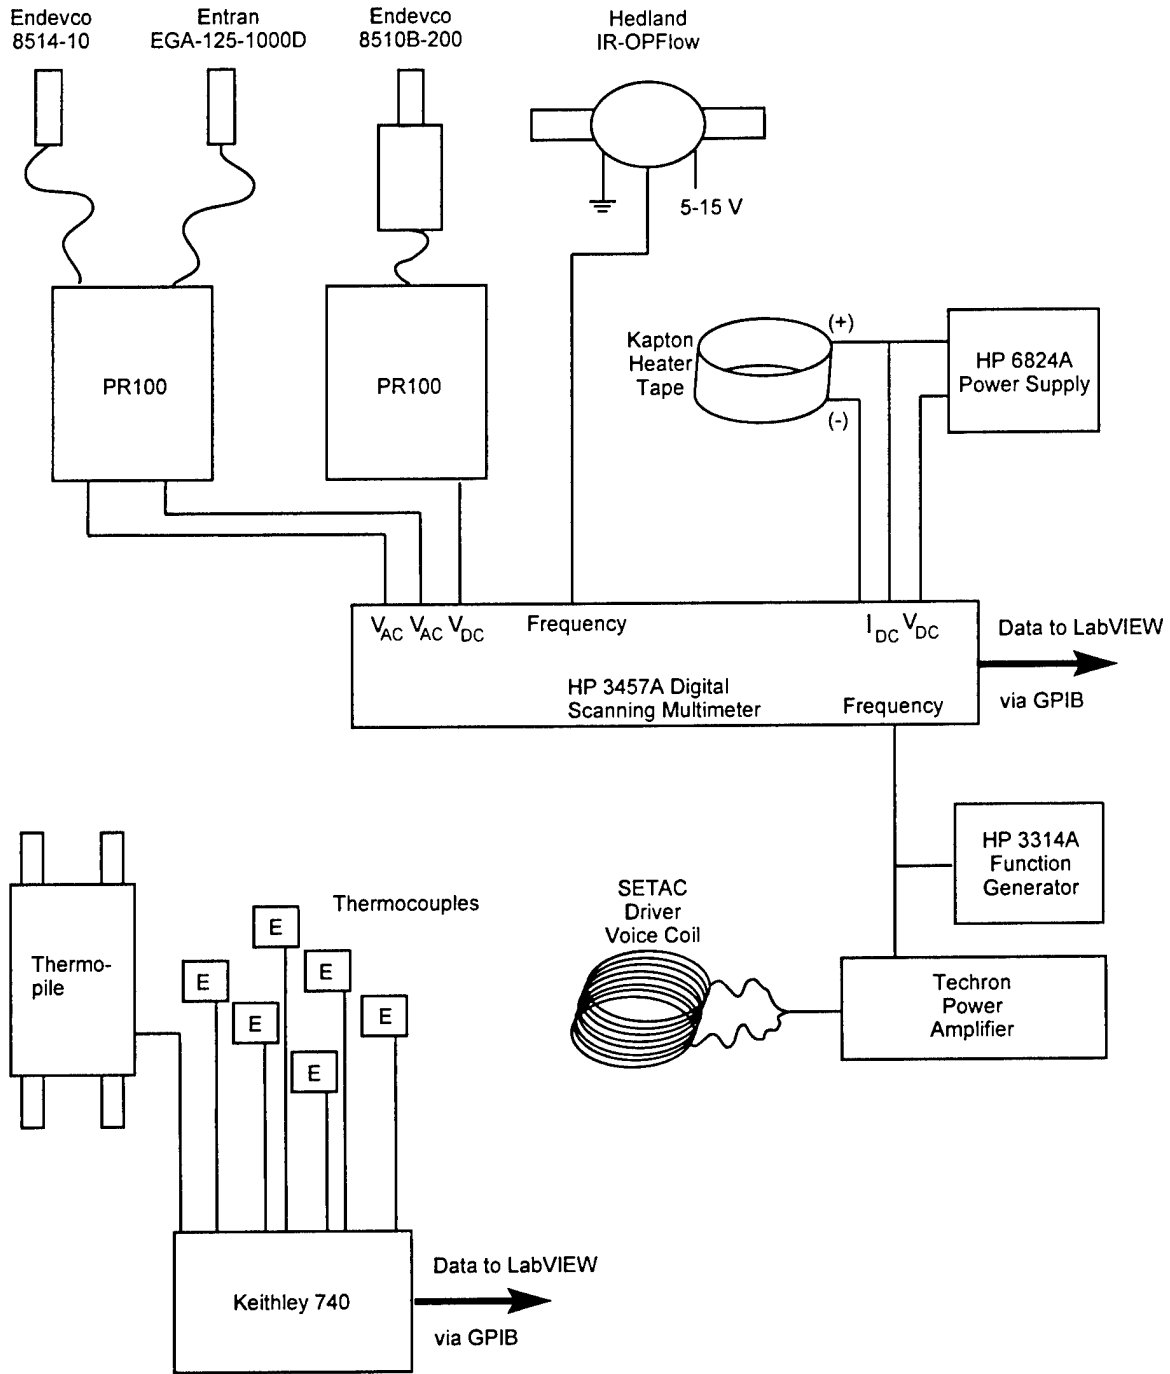 Endevco
8514-10
Entran
EGA-125-1000D
Endevco
8510B-200
Hedland
IR-OPFlow
5-15 V
PR100
PR100
Kapton
Heater
Tape
(+)
(-)
HP 6824A
Power Supply
VAC VAC VDC
Frequency
IDC VDC
HP 3457A Digital
Scanning Multimeter
Frequency
Data to LabVIEW
via GPIB
HP 3314A
Function
Generator
SETAC
Driver
Voice Coil
Techron
Power
Amplifier
Thermo-
pile
Thermocouples
E
E
E
E
E
E
Keithley 740
Data to LabVIEW
via GPIB